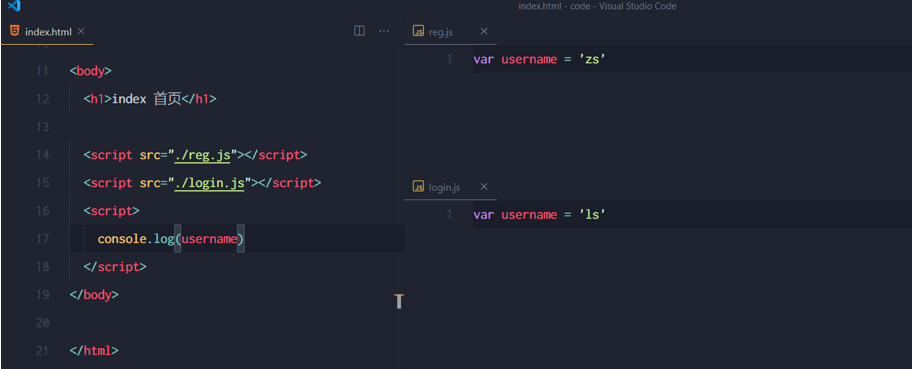 index.html - code - Visual Studio Code
index.html
11 <body>
12 <h1>index 首页</h1>
13
14 <script src="./reg.js"></script>
15 <script src="./login.js"></script>
16 <script>
17 console.log(username)
18 </script>
19 </body>
20
21 </html>
JS reg.js
1 var username = 'zs'
JS login.js
1 var username = 'ls'